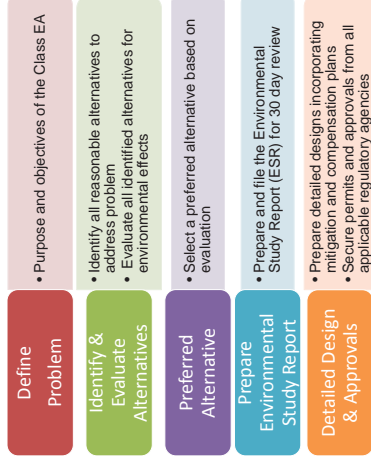 Define
Problem
• Purpose and objectives of the Class EA
Identify &
Evaluate
Alternatives
• Identify all reasonable alternatives to
address problem
• Evaluate all identified alternatives for
environmental effects
Preferred
Alternative
• Select a preferred alternative based on
evaluation
Prepare
Environmental
Study Report
• Prepare and file the Environmental
Study Report (ESR) for 30 day review
Detailed Design
& Approvals
• Prepare detailed designs incorporating
mitigation and compensation plans
• Secure permits and approvals from all
applicable regulatory agencies